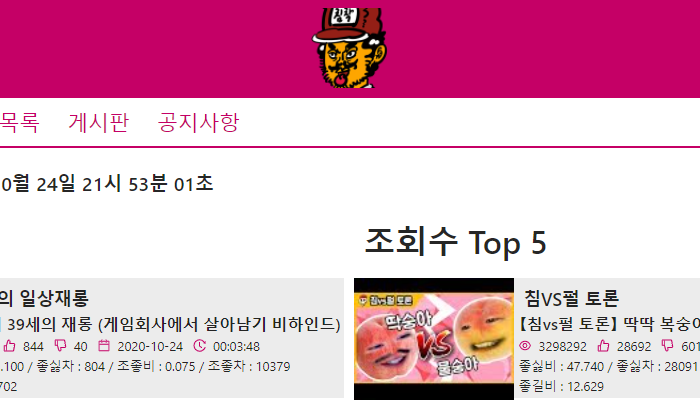 침착
목록 게시판 공지사항
0월 24일 21시 53분 01초
조회수 Top 5
의 일상재롱
39세의 재롱 (게임회사에서 살아남기 비하인드)
844 40 2020-10-24 00:03:48
.100 / 좋싫차 : 804 / 조좋비 : 0.075 / 조좋차 : 10379
702
침vs펄 토론
딱숭아
VS
물숭아
침VS펄 토론
[침vs펄 토론] 딱딱 복숭아
3298292 28692 601
좋싫비 : 47.740 / 좋싫차 : 28091
좋길비 : 12.629